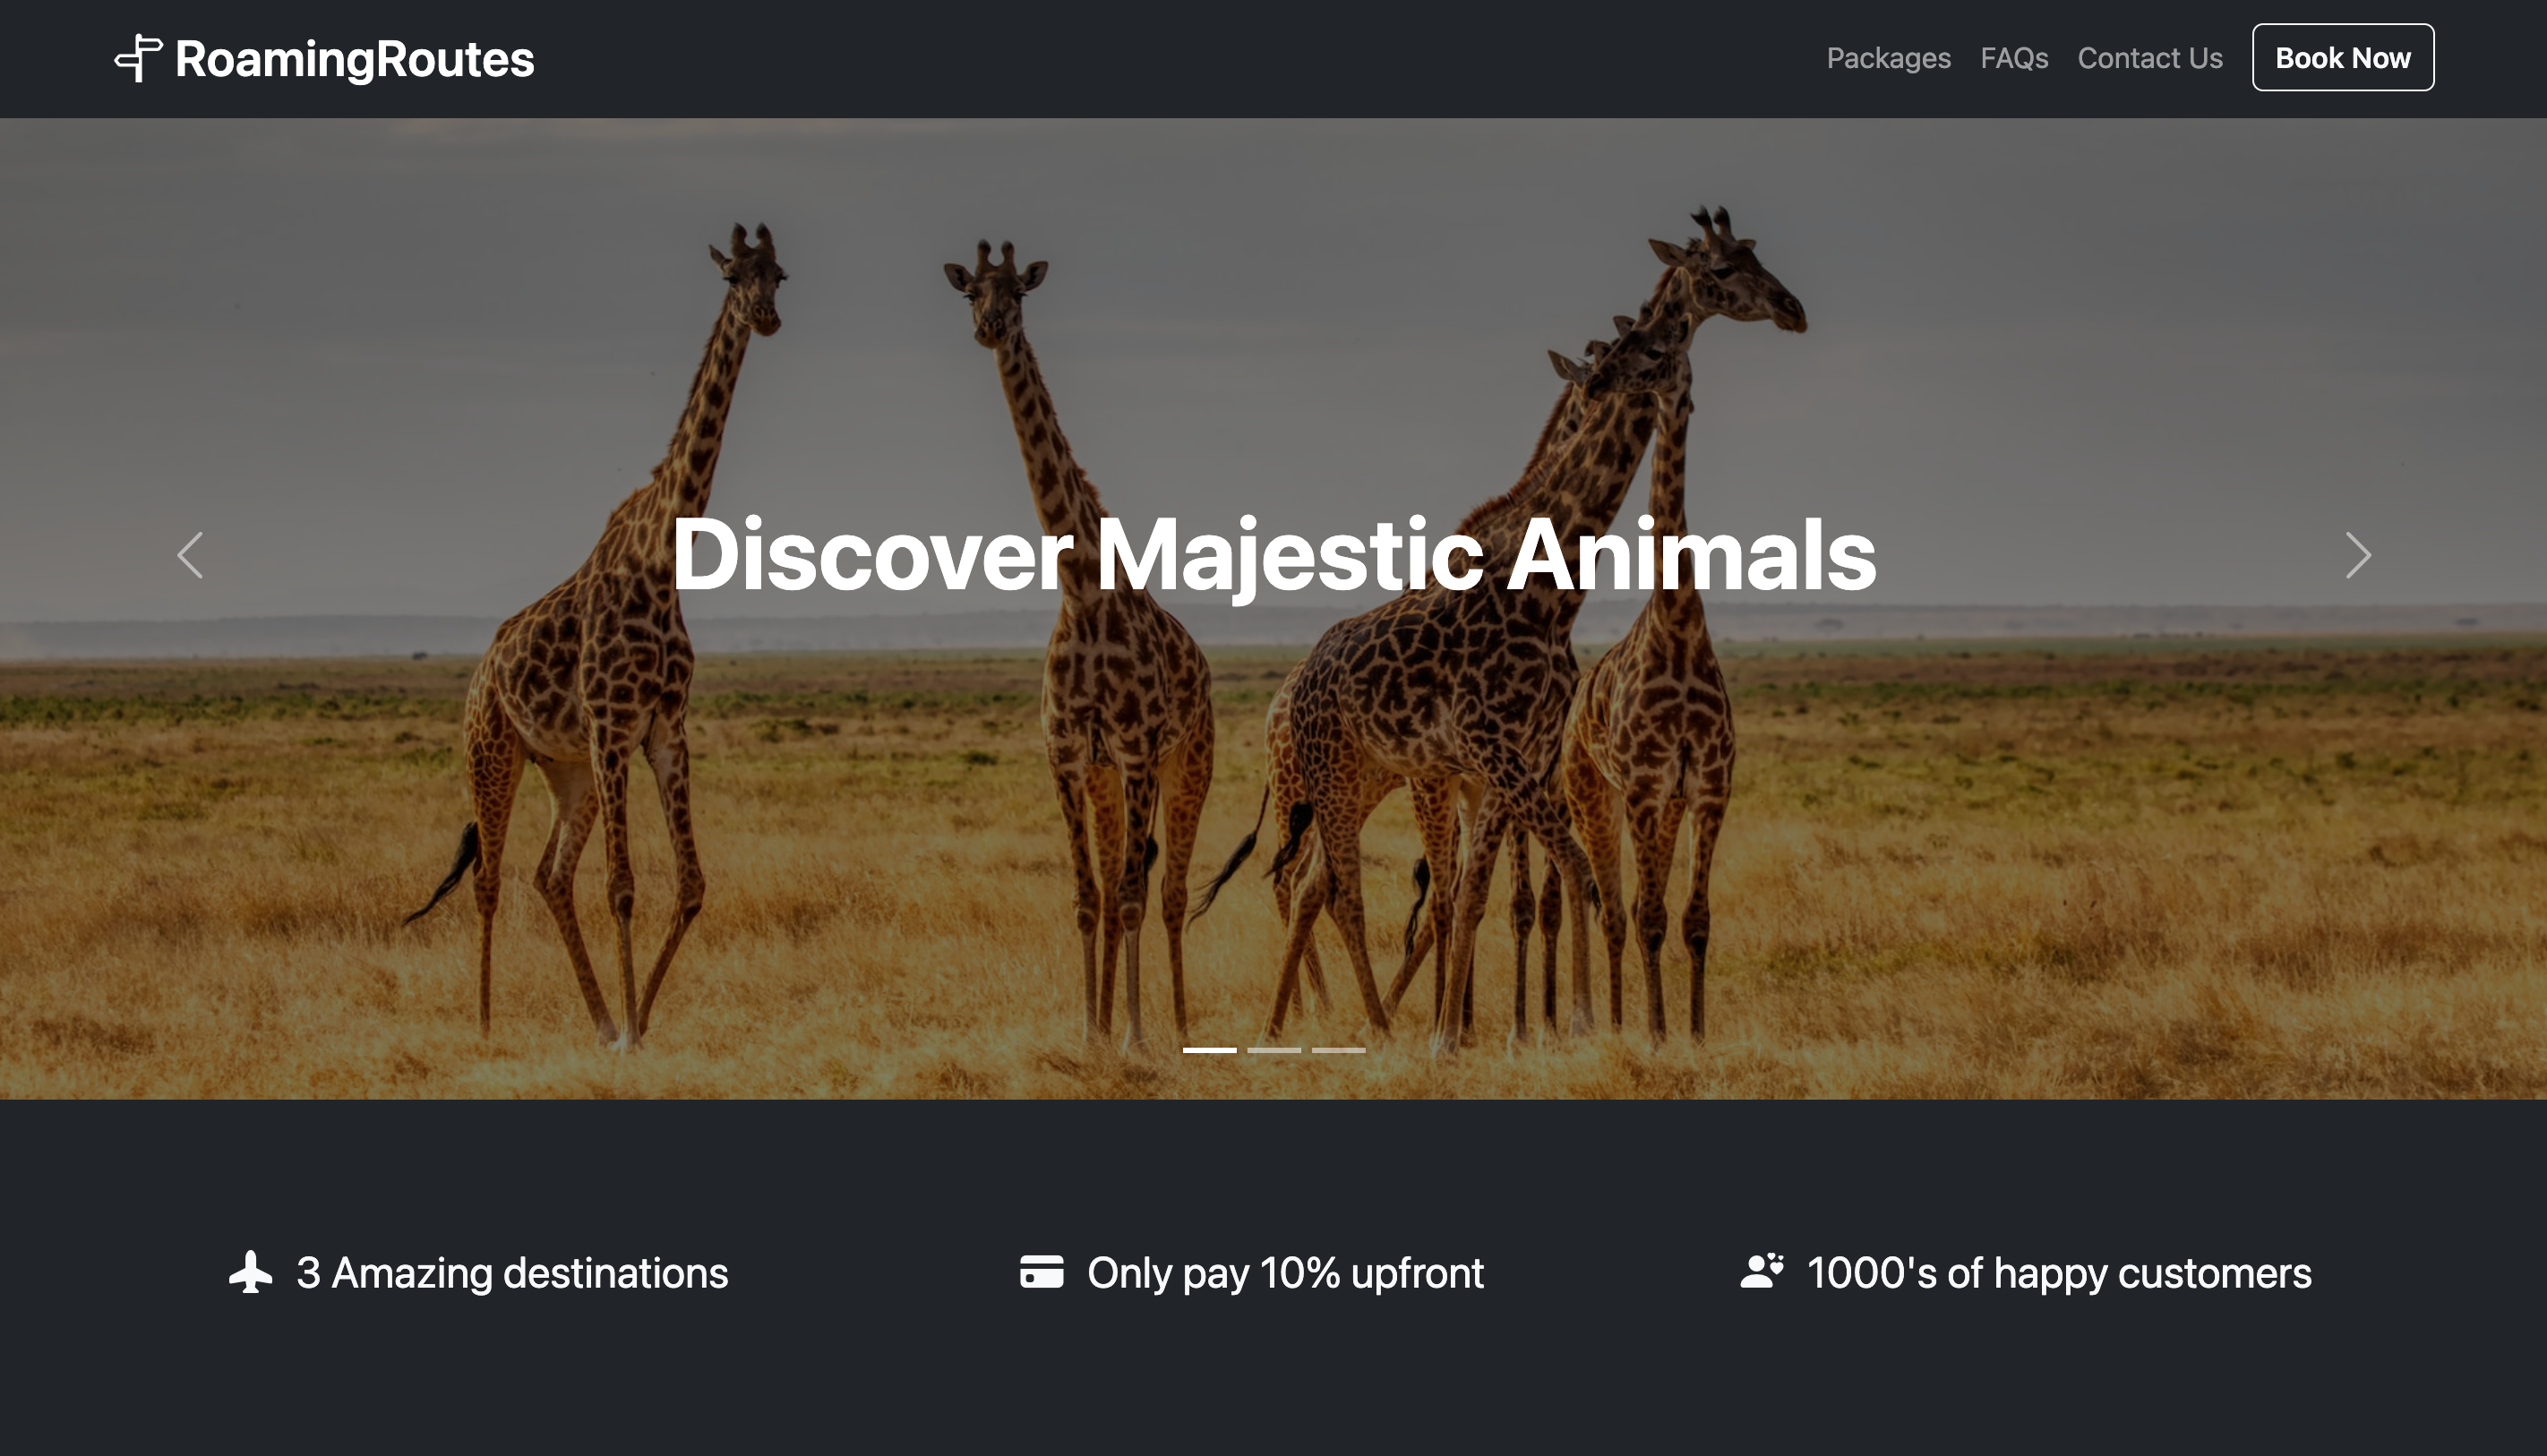 RoamingRoutes
Packages
FAQs
Contact Us
Book Now
Discover Majestic Animals
3 Amazing destinations
Only pay 10% upfront
1000's of happy customers